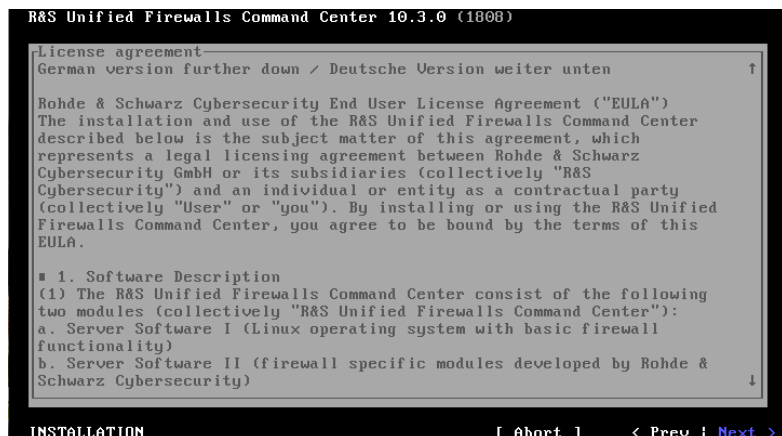 R&S Unified Firewalls Command Center 10.3.0 (1808)
License agreement
German version further down / Deutsche Version weiter unten ↑
Rohde & Schwarz Cybersecurity End User License Agreement ("EULA")
The installation and use of the R&S Unified Firewalls Command Center
described below is the subject matter of this agreement, which
represents a legal licensing agreement between Rohde & Schwarz
Cybersecurity GmbH or its subsidiaries (collectively "R&S
Cybersecurity") and an individual or entity as a contractual party
(collectively "User" or "you"). By installing or using the R&S Unified
Firewalls Command Center, you agree to be bound by the terms of this
EULA.
▪ 1. Software Description
(1) The R&S Unified Firewalls Command Center consist of the following
two modules (collectively "R&S Unified Firewalls Command Center"):
a. Server Software I (Linux operating system with basic firewall
functionality)
b. Server Software II (firewall specific modules developed by Rohde &
Schwarz Cybersecurity) ↓
INSTALLATION [ Abort ] < Prev | Next >